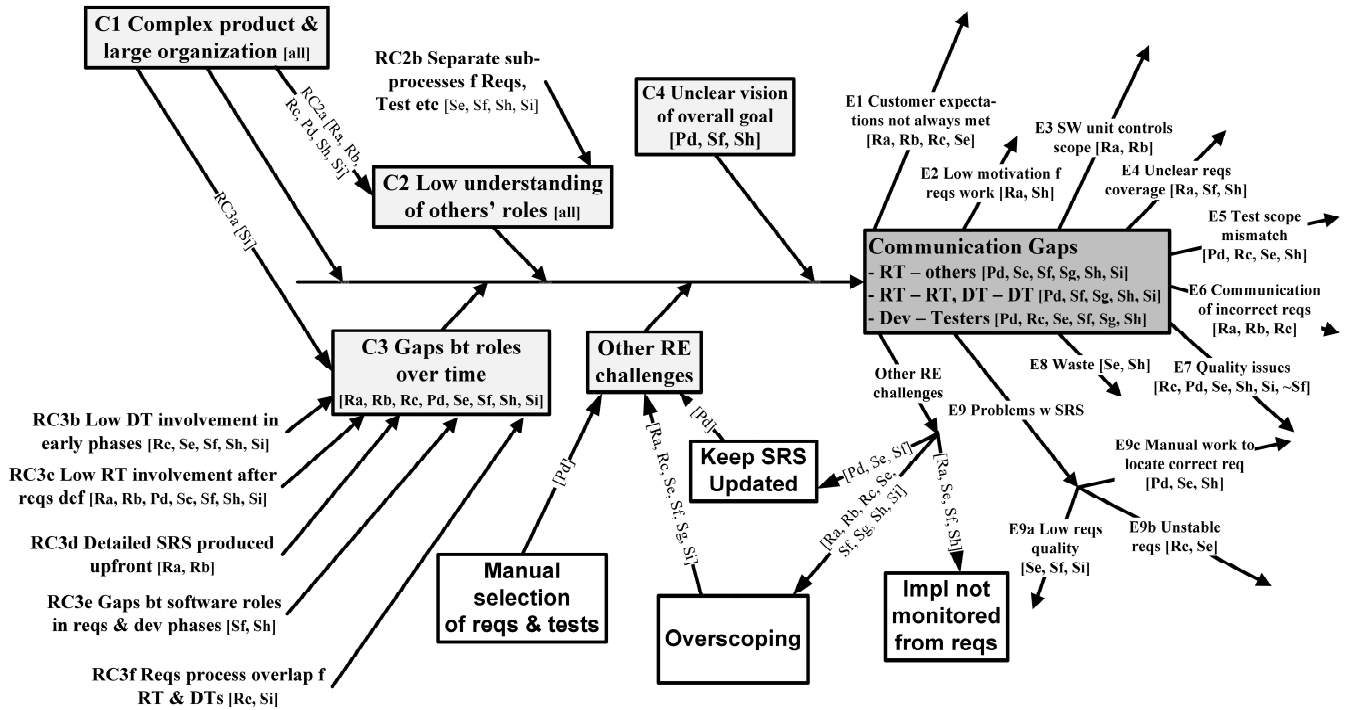 C1 Complex product &
large organization [all]
RC2b Separate sub-
processes f Reqs,
Test etc [Se, Sf, Sh, Si]
RC2a [Ra, Rb,
Rc, Pd, Sh, Si]
C4 Unclear vision
of overall goal
[Pd, Sf, Sh]
C2 Low understanding
of others' roles [all]
RC3a [Si]
E1 Customer expecta-
tions not always met
[Ra, Rb, Rc, Se]
E3 SW unit controls
scope [Ra, Rb]
E2 Low motivation f
reqs work [Ra, Sh]
E4 Unclear reqs
coverage [Ra, Sf, Sh]
E5 Test scope
mismatch
[Pd, Rc, Se, Sh]
Communication Gaps
- RT – others [Pd, Se, Sf, Sg, Sh, Si]
- RT – RT, DT – DT [Pd, Sf, Sg, Sh, Si]
- Dev – Testers [Pd, Rc, Se, Sf, Sg, Sh]
E6 Communication
of incorrect reqs
[Ra, Rb, Rc]
C3 Gaps bt roles
over time
[Ra, Rb, Rc, Pd, Se, Sf, Sh, Si]
Other RE
challenges
Other RE
challenges
E8 Waste [Se, Sh]
E7 Quality issues
[Rc, Pd, Se, Sh, Si, ~Sf]
E9 Problems w SRS
RC3b Low DT involvement in
early phases [Rc, Se, Sf, Sh, Si]
RC3c Low RT involvement after
reqs def [Ra, Rb, Pd, Se, Sf, Sh, Si]
RC3d Detailed SRS produced
upfront [Ra, Rb]
RC3e Gaps bt software roles
in reqs & dev phases [Sf, Sh]
RC3f Reqs process overlap f
RT & DTs [Rc, Si]
[Pd]
[Ra, Rc, Se, Sf, Sg, Si]
[Pd]
Keep SRS
Updated
[Pd, Se, Sif]
[Ra, Rb, Rc, Se,
Sf, Sg, Sh, Si]
[Ra, Se, Sf, Sh]
E9c Manual work to
locate correct req
[Pd, Se, Sh]
E9a Low reqs
quality
[Se, Sf, Si]
E9b Unstable
reqs [Rc, Se]
Manual
selection
of reqs & tests
Overscoping
Impl not
monitored
from reqs